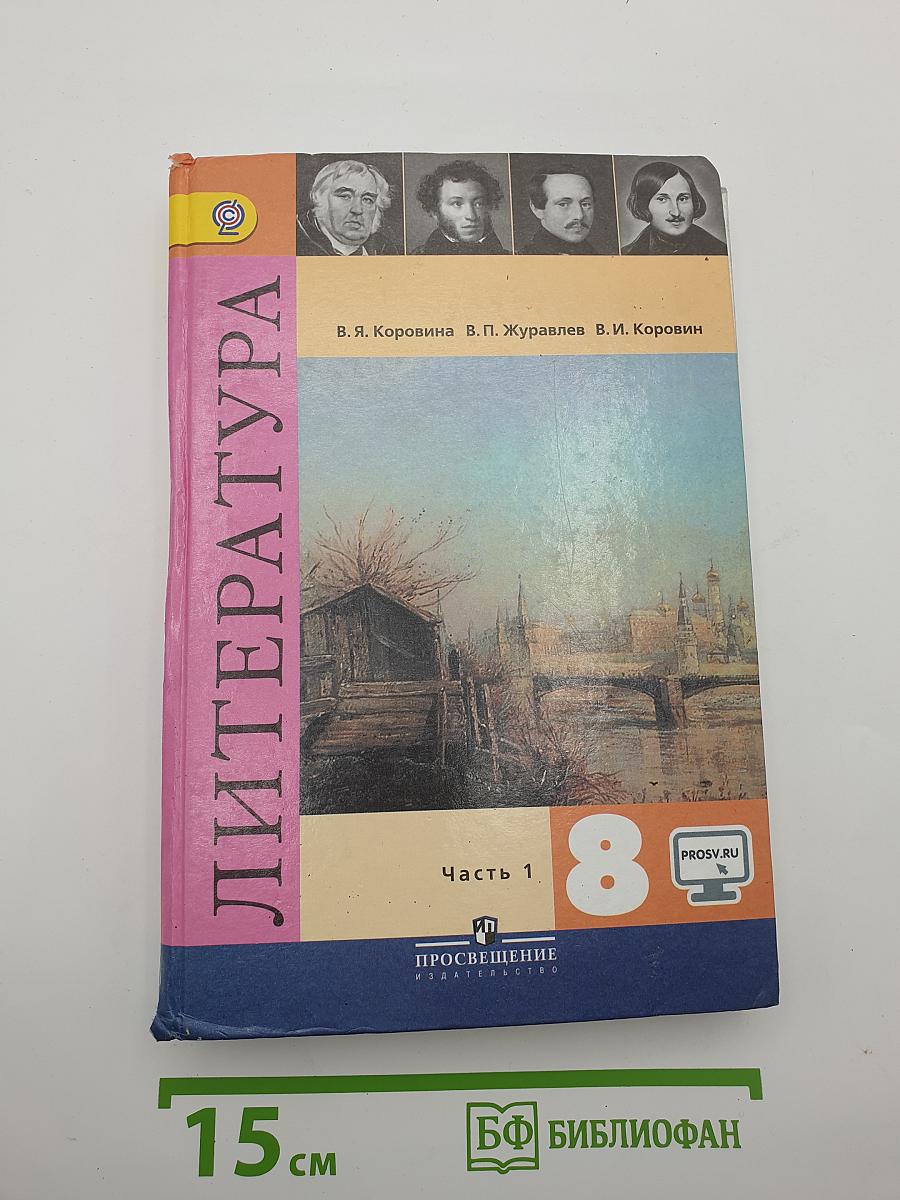 В. Я. Коровина В. П. Журавлев В. И. Коровин
ЛИТЕРАТУРА
Часть 1
8
PROSV.RU
ПРОСВЕЩЕНИЕ
ИЗДАТЕЛЬСТВО
15 см
БФ БИБЛИОФАН